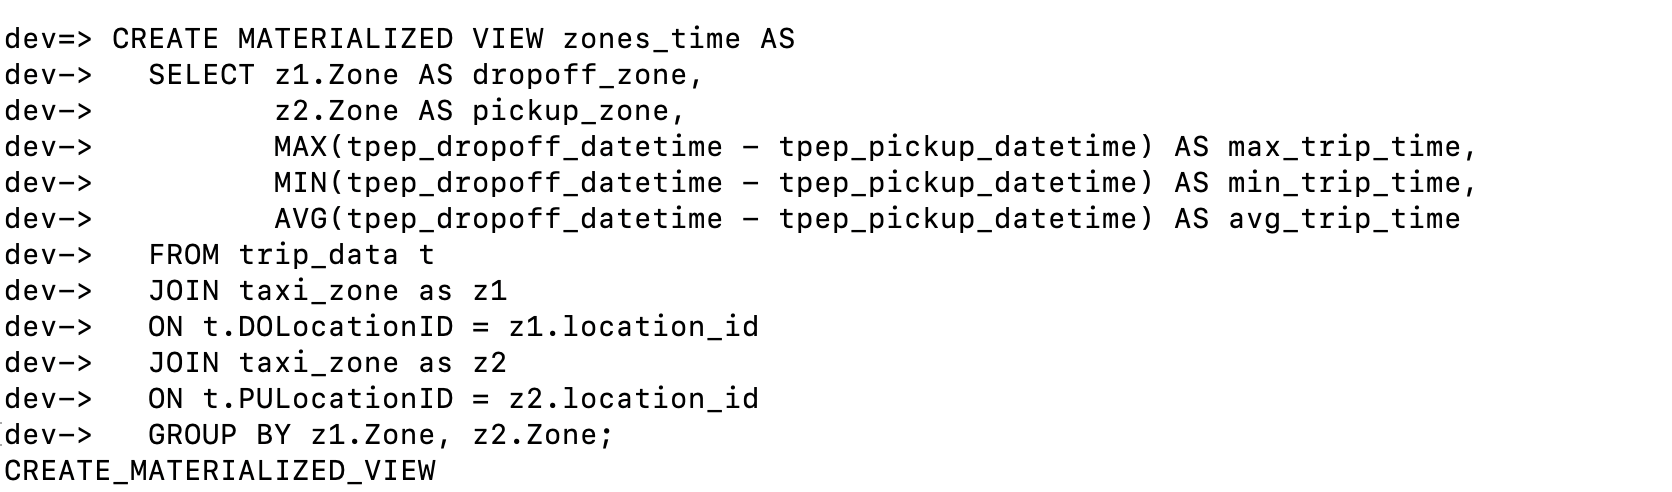 dev=> CREATE MATERIALIZED VIEW zones_time AS
dev->   SELECT z1.Zone AS dropoff_zone,
dev->          z2.Zone AS pickup_zone,
dev->          MAX(tpep_dropoff_datetime - tpep_pickup_datetime) AS max_trip_time,
dev->          MIN(tpep_dropoff_datetime - tpep_pickup_datetime) AS min_trip_time,
dev->          AVG(tpep_dropoff_datetime - tpep_pickup_datetime) AS avg_trip_time
dev->   FROM trip_data t
dev->   JOIN taxi_zone as z1
dev->   ON t.DOLocationID = z1.location_id
dev->   JOIN taxi_zone as z2
dev->   ON t.PULocationID = z2.location_id
dev->   GROUP BY z1.Zone, z2.Zone;
CREATE_MATERIALIZED_VIEW